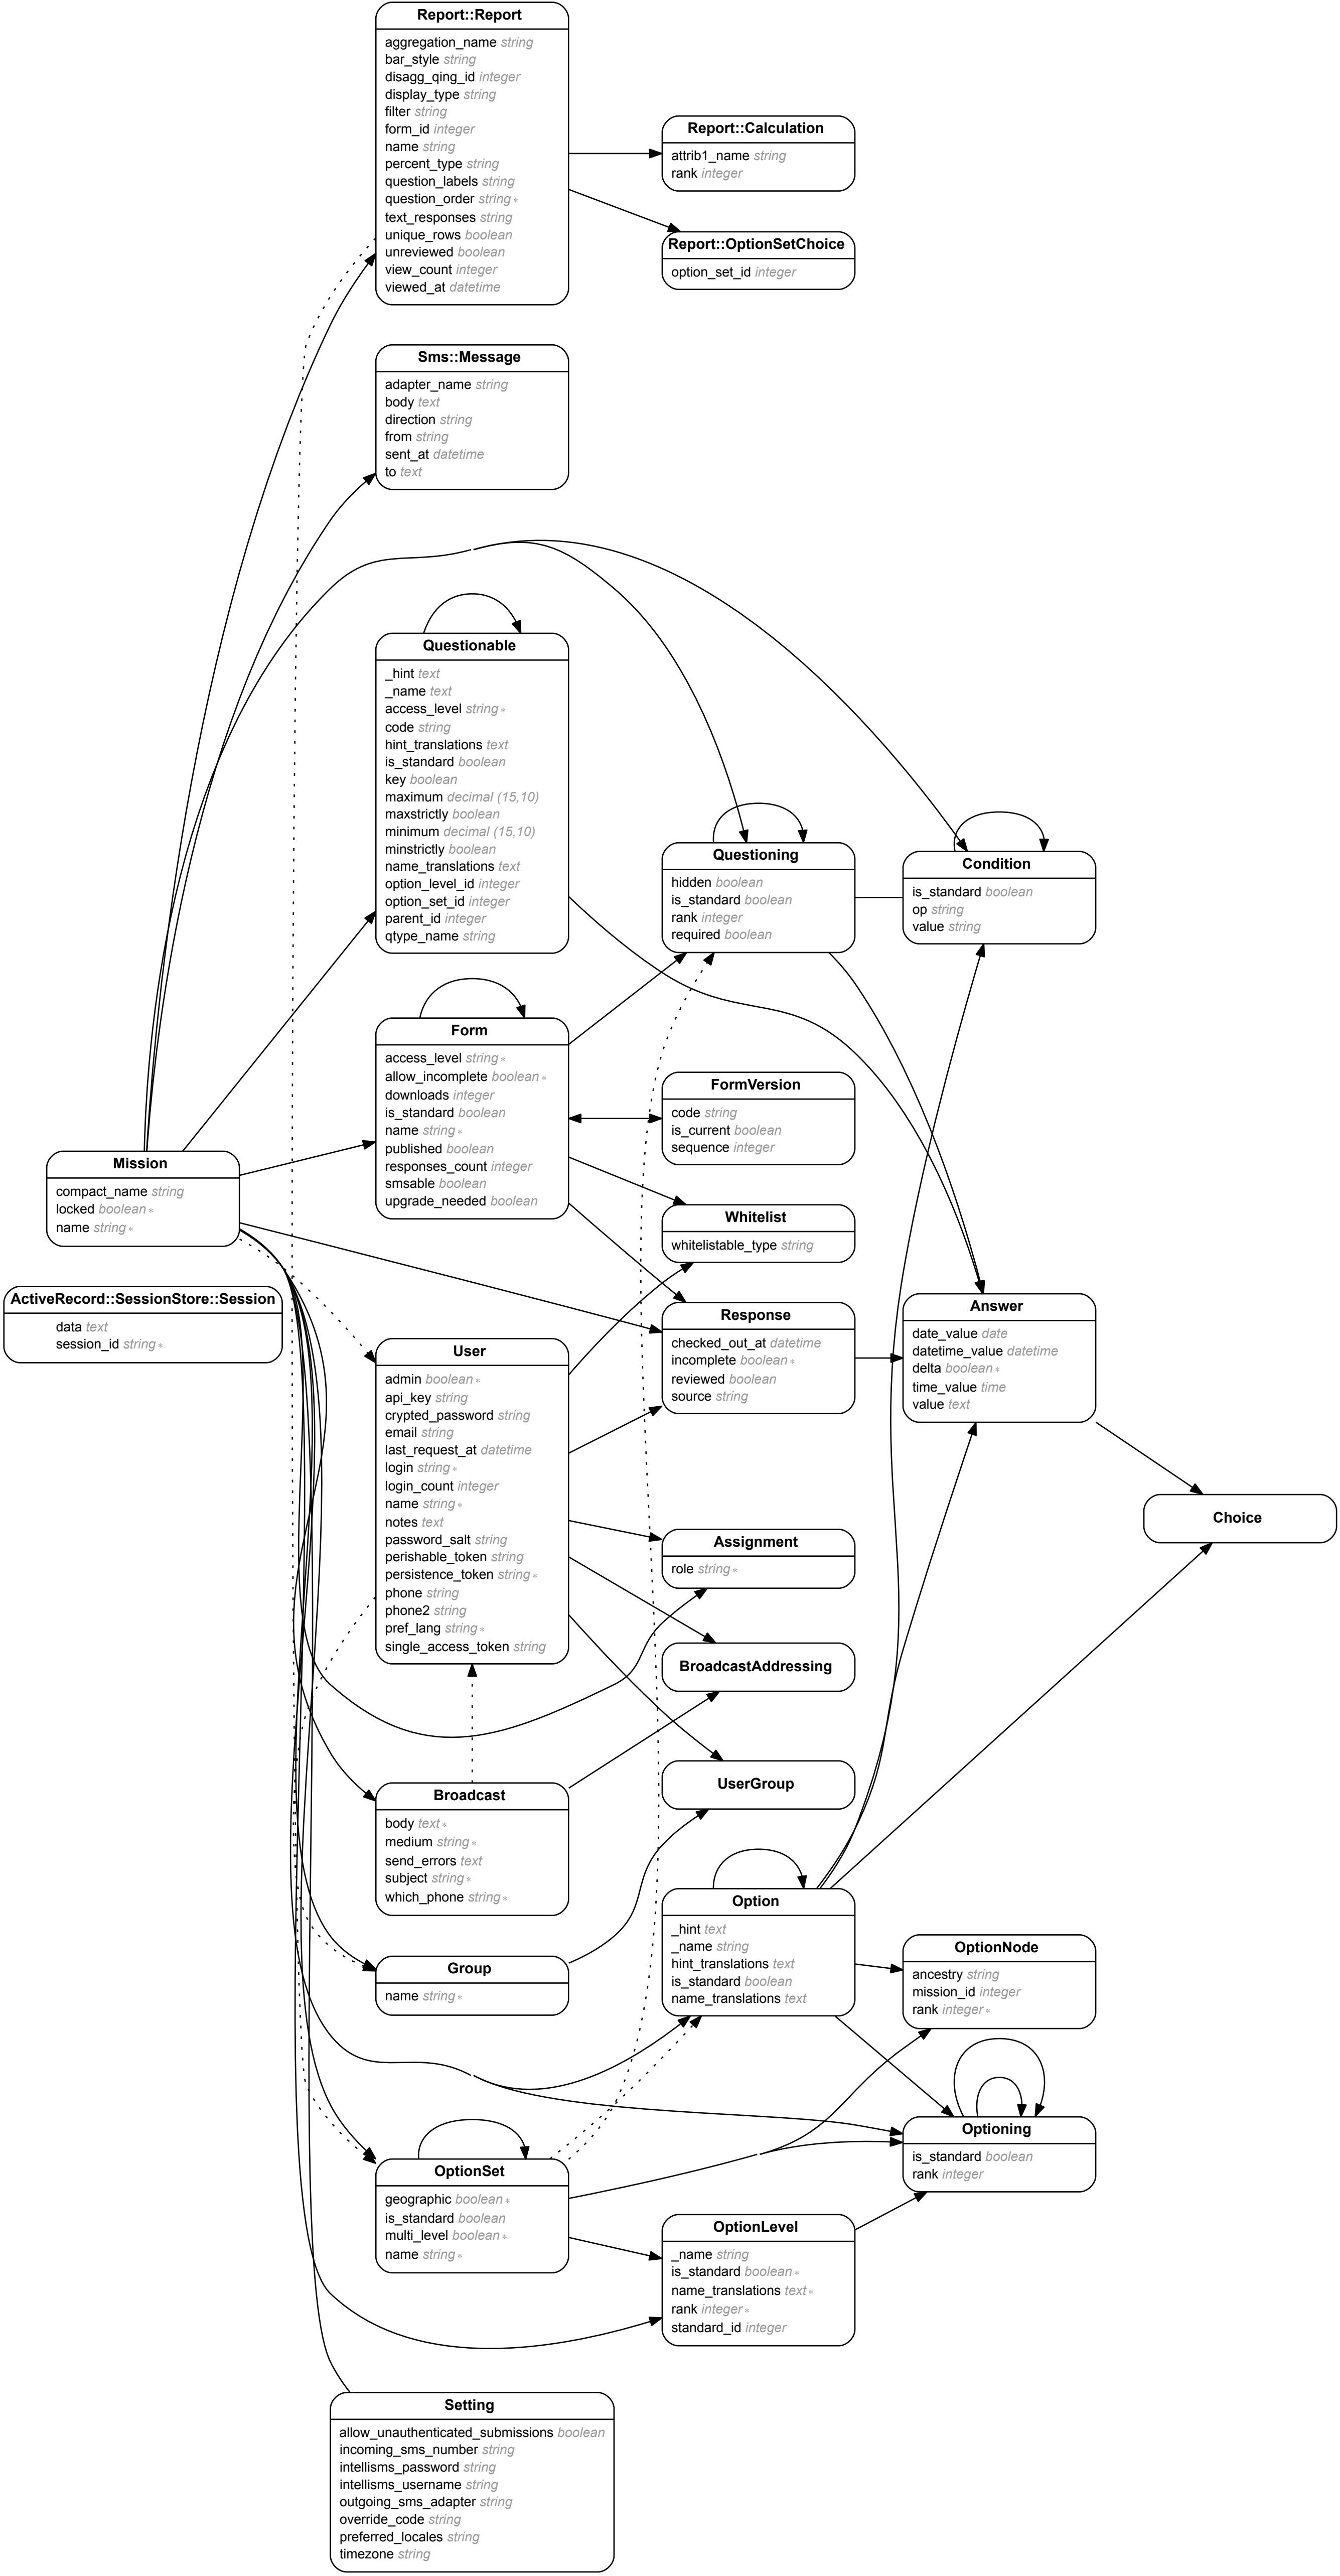 Report::Report
aggregation_name string
bar_style string
disagg_qing_id integer
display_type string
filter string
form_id integer
name string
percent_type string
question_labels string
question_order string∗
text_responses string
unique_rows boolean
unreviewed boolean
view_count integer
viewed_at datetime
Report::Calculation
attrib1_name string
rank integer
Report::OptionSetChoice
option_set_id integer
Sms::Message
adapter_name string
body text
direction string
from string
sent_at datetime
to text
Questionable
_hint text
_name text
access_level string∗
code string
hint_translations text
is_standard boolean
key boolean
maximum decimal (15,10)
maxstrictly boolean
minimum decimal (15,10)
minstrictly boolean
name_translations text
option_level_id integer
option_set_id integer
parent_id integer
qtype_name string
Questioning
hidden boolean
is_standard boolean
rank integer
required boolean
Condition
is_standard boolean
op string
value string
Form
access_level string∗
allow_incomplete boolean∗
downloads integer
is_standard boolean
name string∗
published boolean
responses_count integer
smsable boolean
upgrade_needed boolean
FormVersion
code string
is_current boolean
sequence integer
Mission
compact_name string
locked boolean∗
name string∗
Whitelist
whitelistable_type string
ActiveRecord::SessionStore::Session
data text
session_id string∗
Response
checked_out_at datetime
incomplete boolean∗
reviewed boolean
source string
Answer
date_value date
datetime_value datetime
delta boolean∗
time_value time
value text
User
admin boolean∗
api_key string
crypted_password string
email string
last_request_at datetime
login string∗
login_count integer
name string∗
notes text
password_salt string
perishable_token string
persistence_token string∗
phone string
phone2 string
pref_lang string∗
single_access_token string
Choice
Assignment
role string∗
BroadcastAddressing
UserGroup
Broadcast
body text∗
medium string∗
send_errors text
subject string∗
which_phone string∗
Option
_hint text
_name string
hint_translations text
is_standard boolean
name_translations text
OptionNode
ancestry string
mission_id integer
rank integer∗
Group
name string∗
Optioning
is_standard boolean
rank integer
OptionSet
geographic boolean∗
is_standard boolean
multi_level boolean∗
name string∗
OptionLevel
_name string
is_standard boolean∗
name_translations text∗
rank integer∗
standard_id integer
Setting
allow_unauthenticated_submissions boolean
incoming_sms_number string
intellisms_password string
intellisms_username string
outgoing_sms_adapter string
override_code string
preferred_locales string
timezone string